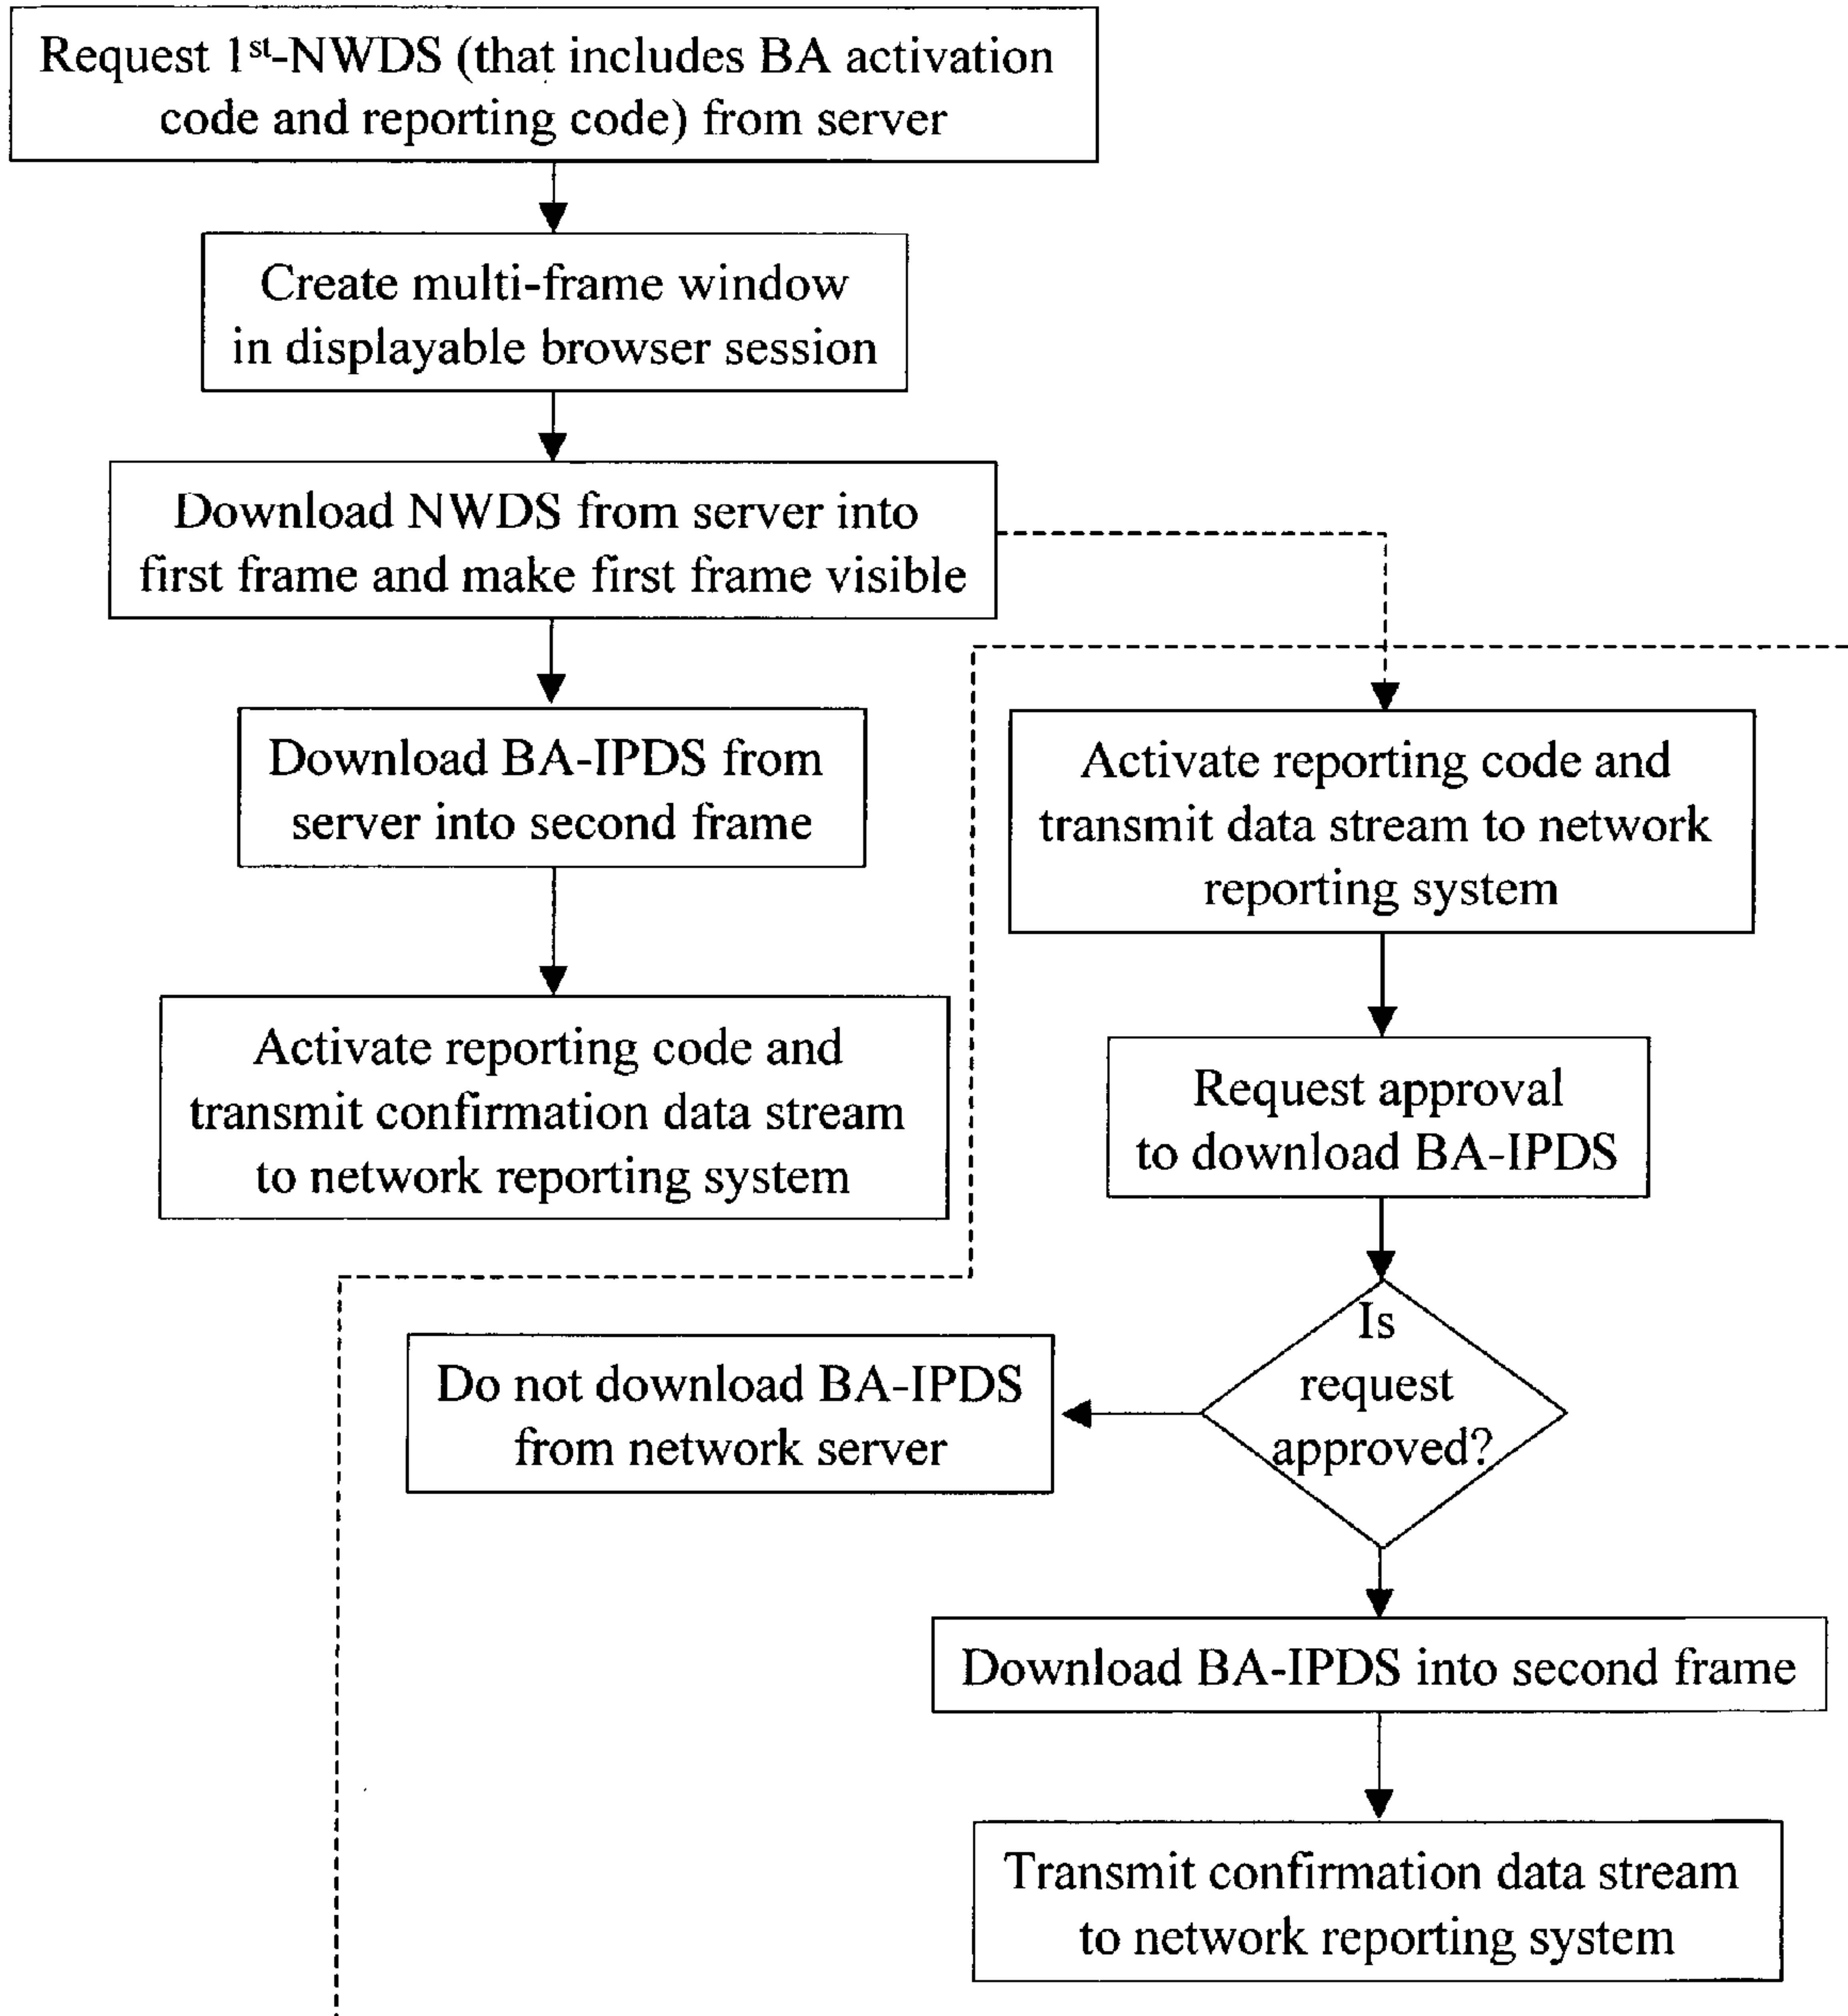 Request 1st-NWDS (that includes BA activation
code and reporting code) from server
Create multi-frame window
in displayable browser session
Download NWDS from server into
first frame and make first frame visible
Download BA-IPDS from
server into second frame
Activate reporting code and
transmit confirmation data stream
to network reporting system
Activate reporting code and
transmit data stream to network
reporting system
Request approval
to download BA-IPDS
Is
request
approved?
Do not download BA-IPDS
from network server
Download BA-IPDS into second frame
Transmit confirmation data stream
to network reporting system